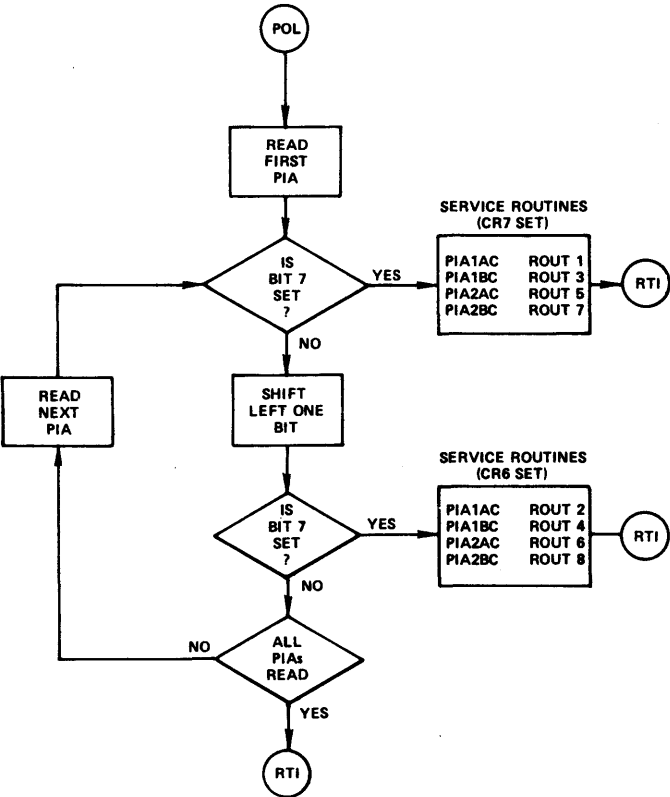 POL
READ
FIRST
PIA
SERVICE ROUTINES
(CR7 SET)
IS
BIT 7
SET
?
YES
PIA1AC ROUT 1
PIA1BC ROUT 3
PIA2AC ROUT 5
PIA2BC ROUT 7
RTI
NO
READ
NEXT
PIA
SHIFT
LEFT ONE
BIT
SERVICE ROUTINES
(CR6 SET)
IS
BIT 7
SET
?
YES
PIA1AC ROUT 2
PIA1BC ROUT 4
PIA2AC ROUT 6
PIA2BC ROUT 8
RTI
NO
NO
ALL
PIAs
READ
YES
RTI